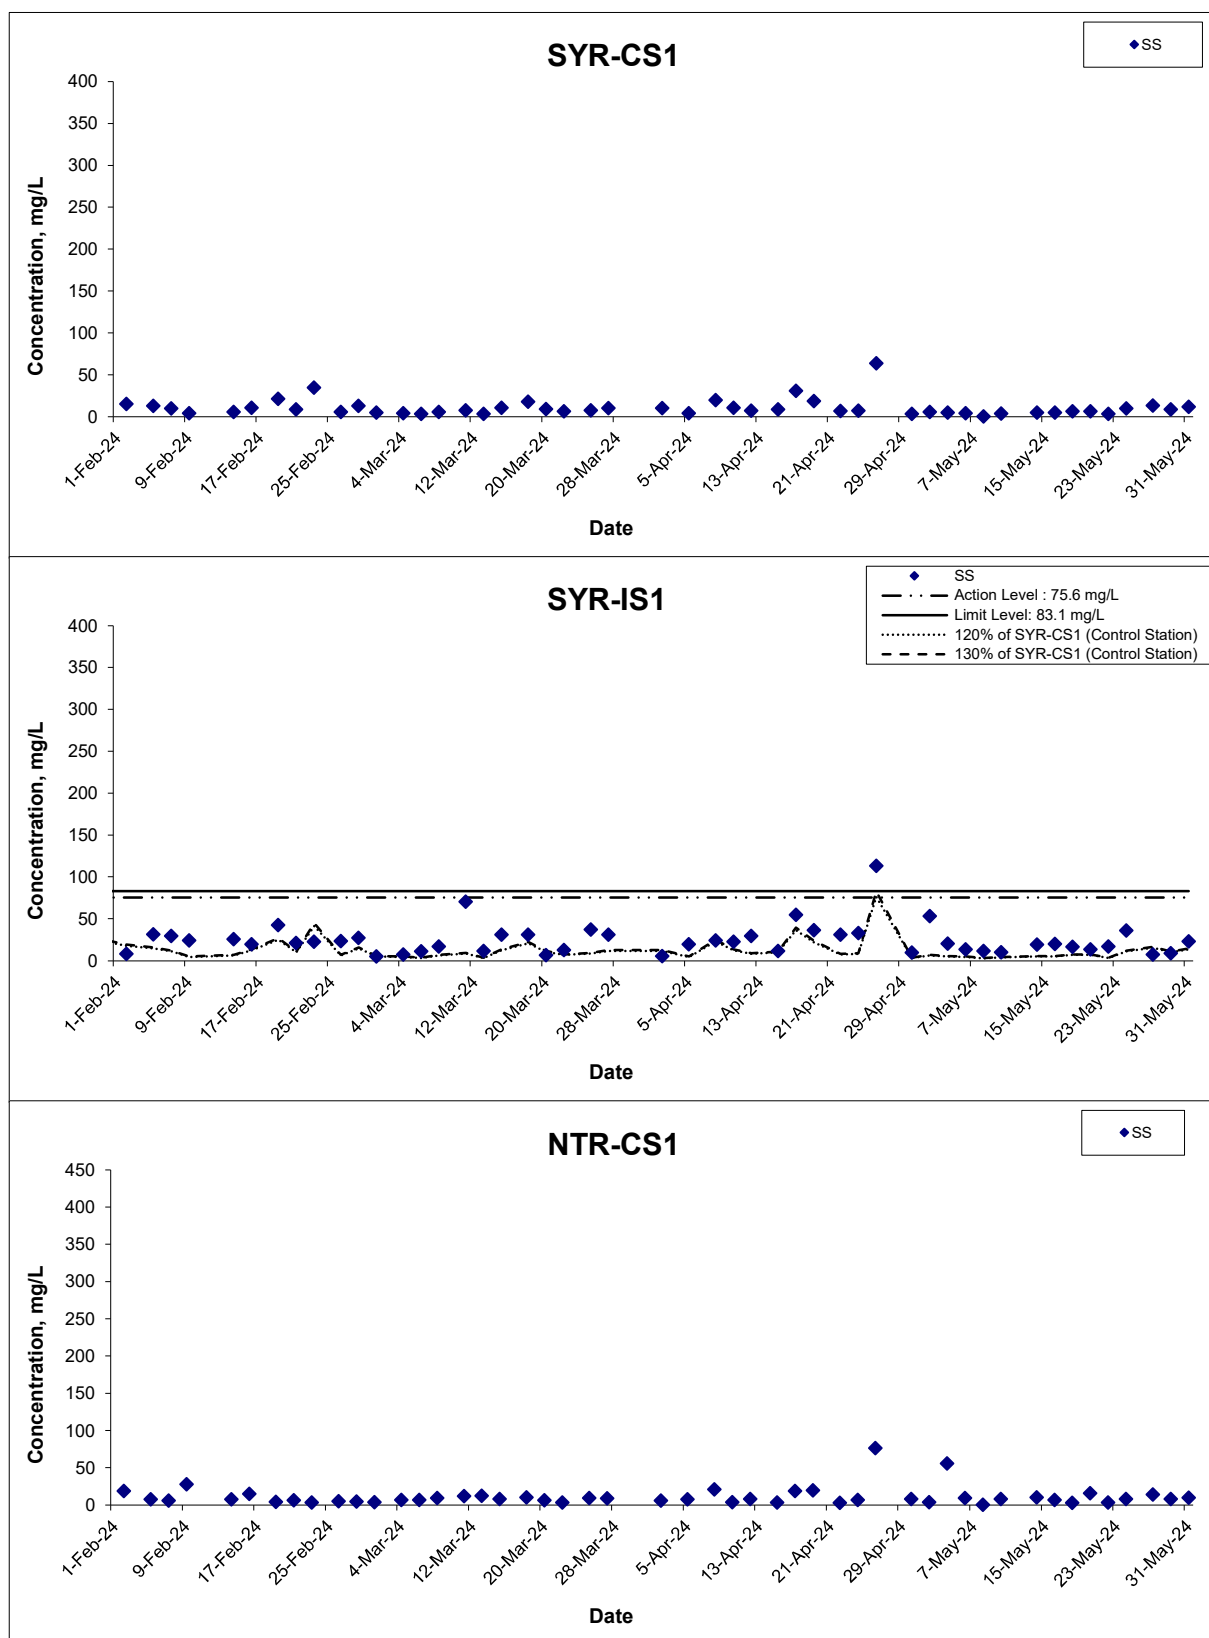 SYR-CS1
SS
400
350
300
250
200
150
100
50
0
Concentration, mg/L
1-Feb-24
9-Feb-24
17-Feb-24
25-Feb-24
4-Mar-24
12-Mar-24
20-Mar-24
28-Mar-24
5-Apr-24
13-Apr-24
21-Apr-24
29-Apr-24
7-May-24
15-May-24
23-May-24
31-May-24
Date
SYR-IS1
SS
Action Level : 75.6 mg/L
Limit Level: 83.1 mg/L
120% of SYR-CS1 (Control Station)
130% of SYR-CS1 (Control Station)
400
350
300
250
200
150
100
50
0
Concentration, mg/L
1-Feb-24
9-Feb-24
17-Feb-24
25-Feb-24
4-Mar-24
12-Mar-24
20-Mar-24
28-Mar-24
5-Apr-24
13-Apr-24
21-Apr-24
29-Apr-24
7-May-24
15-May-24
23-May-24
31-May-24
Date
NTR-CS1
SS
450
400
350
300
250
200
150
100
50
0
Concentration, mg/L
1-Feb-24
9-Feb-24
17-Feb-24
25-Feb-24
4-Mar-24
12-Mar-24
20-Mar-24
28-Mar-24
5-Apr-24
13-Apr-24
21-Apr-24
29-Apr-24
7-May-24
15-May-24
23-May-24
31-May-24
Date